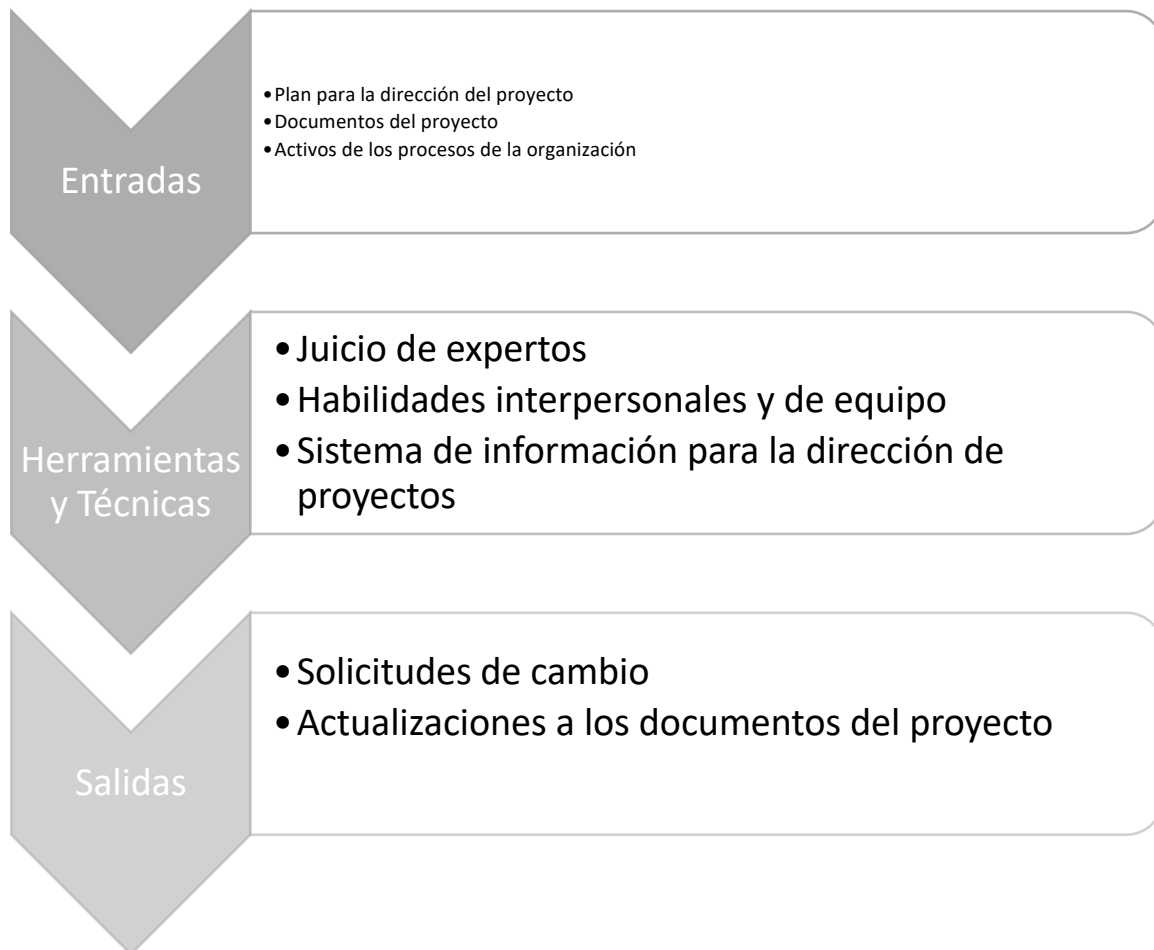 Entradas
•Plan para la dirección del proyecto
•Documentos del proyecto
•Activos de los procesos de la organización
Herramientas
y Técnicas
•Juicio de expertos
•Habilidades interpersonales y de equipo
•Sistema de información para la dirección de
proyectos
Salidas
•Solicitudes de cambio
•Actualizaciones a los documentos del proyecto